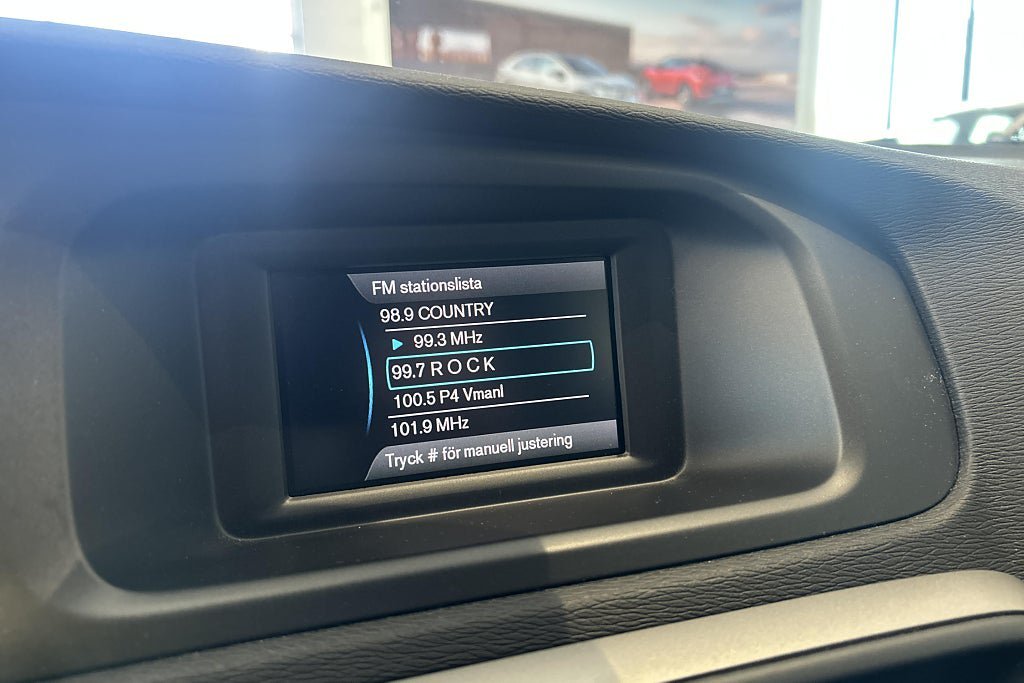 FM stationslista
98.9 COUNTRY
99.3 MHz
99.7 R O C K
100.5 P4 Vmanl
101.9 MHz
Tryck # för manuell justering